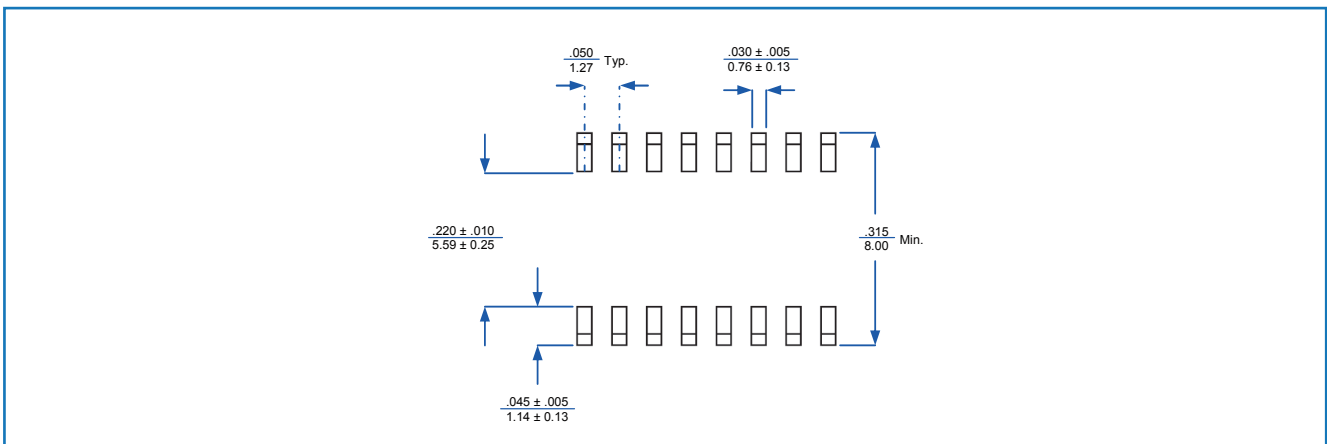 .050
1.27
Typ.
.030 ± .005
0.76 ± 0.13
.220 ± .010
5.59 ± 0.25
.315
8.00
Min.
.045 ± .005
1.14 ± 0.13